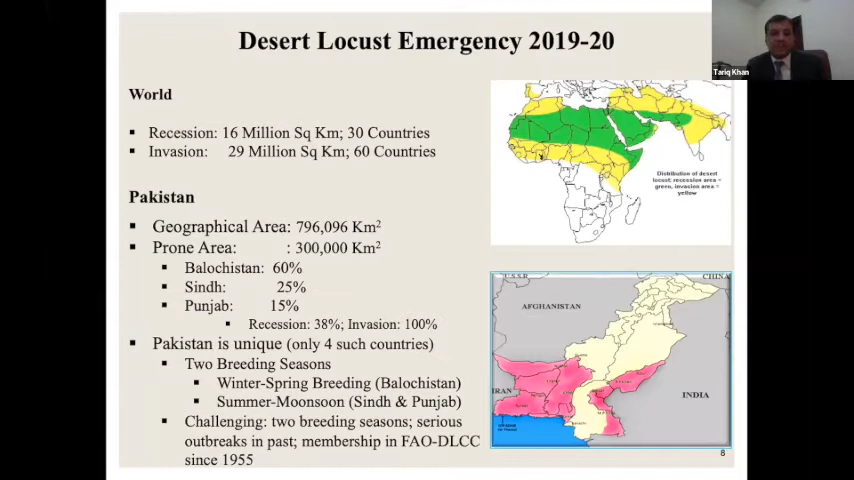 Desert Locust Emergency 2019-20
Tariq Khan
World
▪ Recession: 16 Million Sq Km; 30 Countries
▪ Invasion: 29 Million Sq Km; 60 Countries
Distribution of desert
locust: recession area =
green, invasion area =
yellow
Pakistan
▪ Geographical Area: 796,096 Km²
▪ Prone Area: : 300,000 Km²
▪ Balochistan: 60%
▪ Sindh: 25%
▪ Punjab: 15%
▪ Recession: 38%; Invasion: 100%
▪ Pakistan is unique (only 4 such countries)
▪ Two Breeding Seasons
▪ Winter-Spring Breeding (Balochistan)
▪ Summer-Moonsoon (Sindh & Punjab)
▪ Challenging: two breeding seasons; serious
outbreaks in past; membership in FAO-DLCC
since 1955
U.S.S.R
CHINA
AFGHANISTAN
IRAN
INDIA
8